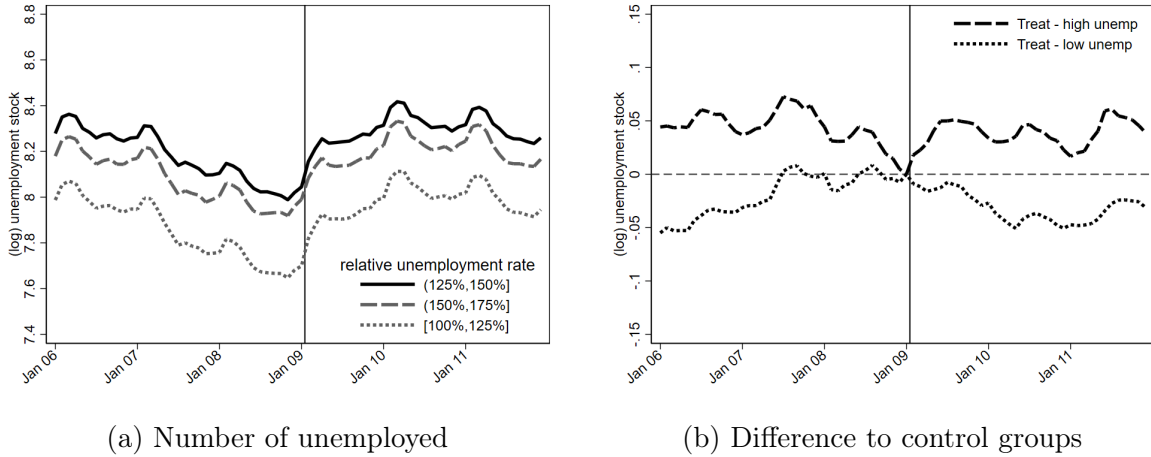 (log) unemployment stock
8.8
8.6
8.4
8.2
8
7.8
7.6
7.4
relative unemployment rate
(125%,150%]
(150%,175%]
[100%,125%]
Jan 06
Jan 07
Jan 08
Jan 09
Jan 10
Jan 11
(a) Number of unemployed
(log) unemployment stock
.15
.1
.05
0
-.05
-.1
-.15
Treat - high unemp
Treat - low unemp
Jan 06
Jan 07
Jan 08
Jan 09
Jan 10
Jan 11
(b) Difference to control groups